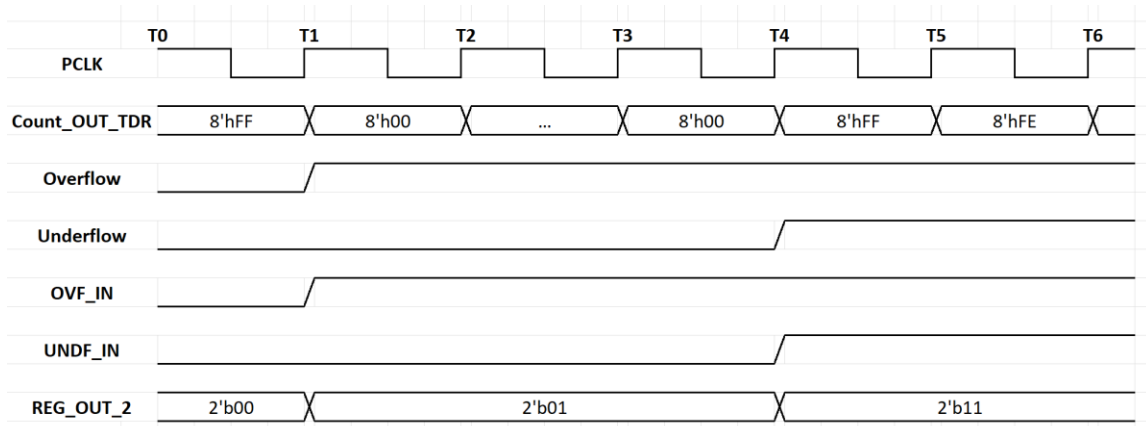 T0 T1 T2 T3 T4 T5 T6
PCLK
Count_OUT_TDR 8'hFF 8'h00 ... 8'h00 8'hFF 8'hFE
Overflow
Underflow
OVF_IN
UNDF_IN
REG_OUT_2 2'b00 2'b01 2'b11